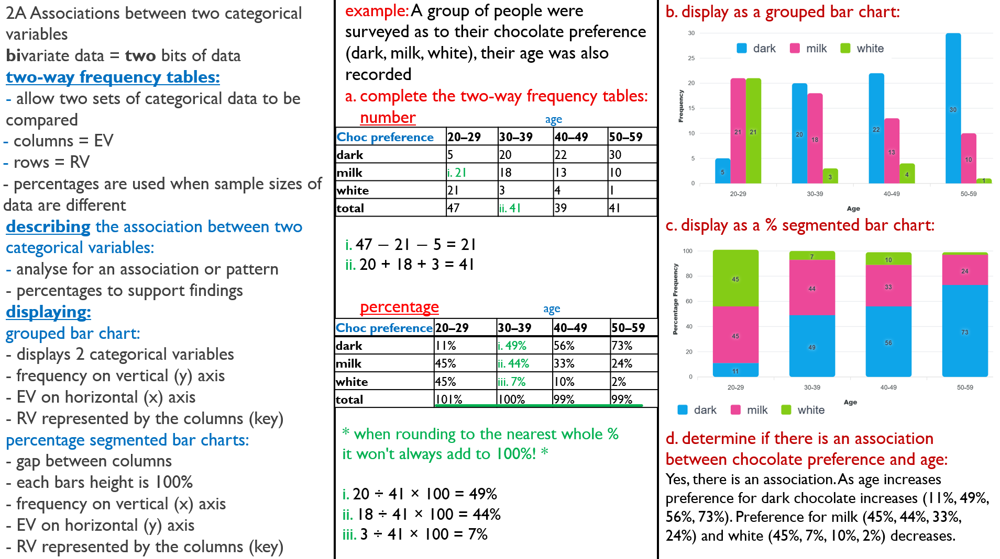 2A Associations between two categorical
variables
bivariate data = two bits of data
two-way frequency tables:
- allow two sets of categorical data to be
compared
- columns = EV
- rows = RV
- percentages are used when sample sizes of
data are different
describing the association between two
categorical variables:
- analyse for an association or pattern
- percentages to support findings
displaying:
grouped bar chart:
- displays 2 categorical variables
- frequency on vertical (y) axis
- EV on horizontal (x) axis
- RV represented by the columns (key)
percentage segmented bar charts:
- gap between columns
- each bars height is 100%
- frequency on vertical (x) axis
- EV on horizontal (y) axis
- RV represented by the columns (key)
example: A group of people were
surveyed as to their chocolate preference
(dark, milk, white), their age was also
recorded
a. complete the two-way frequency tables:
number
age
Choc preference 20–29 30–39 40–49 50–59
dark 5 20 22 30
milk i. 21 18 13 10
white 21 3 4 1
total 47 ii. 41 39 41
i. 47 – 21 – 5 = 21
ii. 20 + 18 + 3 = 41
percentage
age
Choc preference 20–29 30–39 40–49 50–59
dark 11% i. 49% 56% 73%
milk 45% ii. 44% 33% 24%
white 45% iii. 7% 10% 2%
total 101% 100% 99% 99%
* when rounding to the nearest whole %
it won't always add to 100%! *
i. 20 ÷ 41 × 100 = 49%
ii. 18 ÷ 41 × 100 = 44%
iii. 3 ÷ 41 × 100 = 7%
b. display as a grouped bar chart:
dark milk white
Frequency
30
25
20
15
10
5
0
5 21 21
20 18 3
22 13 4
30 10 1
20-29 30-39 40-49 50-59
Age
c. display as a % segmented bar chart:
Percentage Frequency
100
80
60
40
20
0
45 45 11
7 44 49
10 33 56
24 73
20-29 30-39 40-49 50-59
Age
dark milk white
d. determine if there is an association
between chocolate preference and age:
Yes, there is an association. As age increases
preference for dark chocolate increases (11%, 49%,
56%, 73%). Preference for milk (45%, 44%, 33%,
24%) and white (45%, 7%, 10%, 2%) decreases.